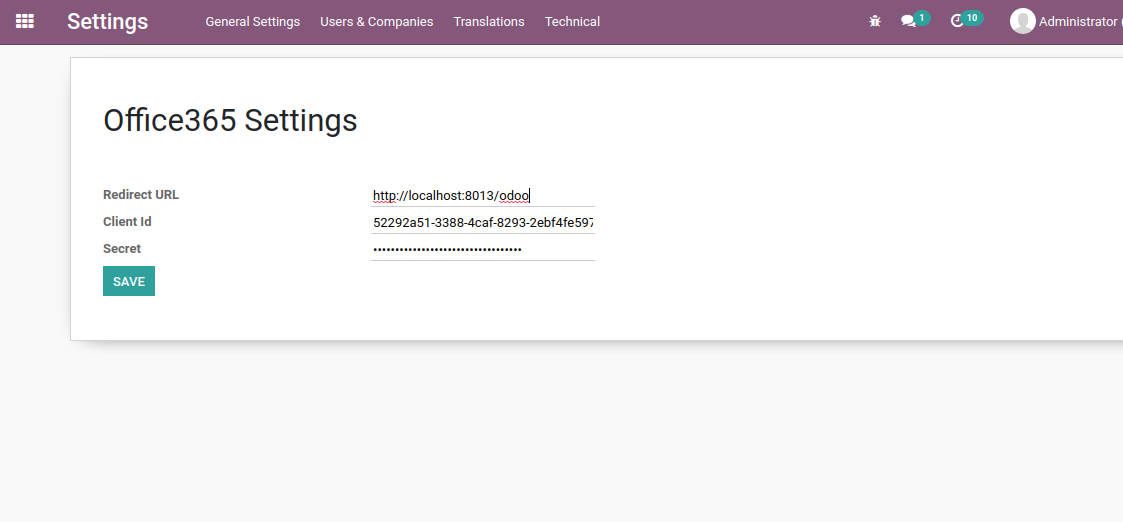 Settings General Settings Users & Companies Translations Technical 1 10 Administrator (
Office365 Settings
Redirect URL http://localhost:8013/odoo
Client Id 52292a51-3388-4caf-8293-2ebf4fe597
Secret ••••••••••••••••••••••••••••••••••
SAVE